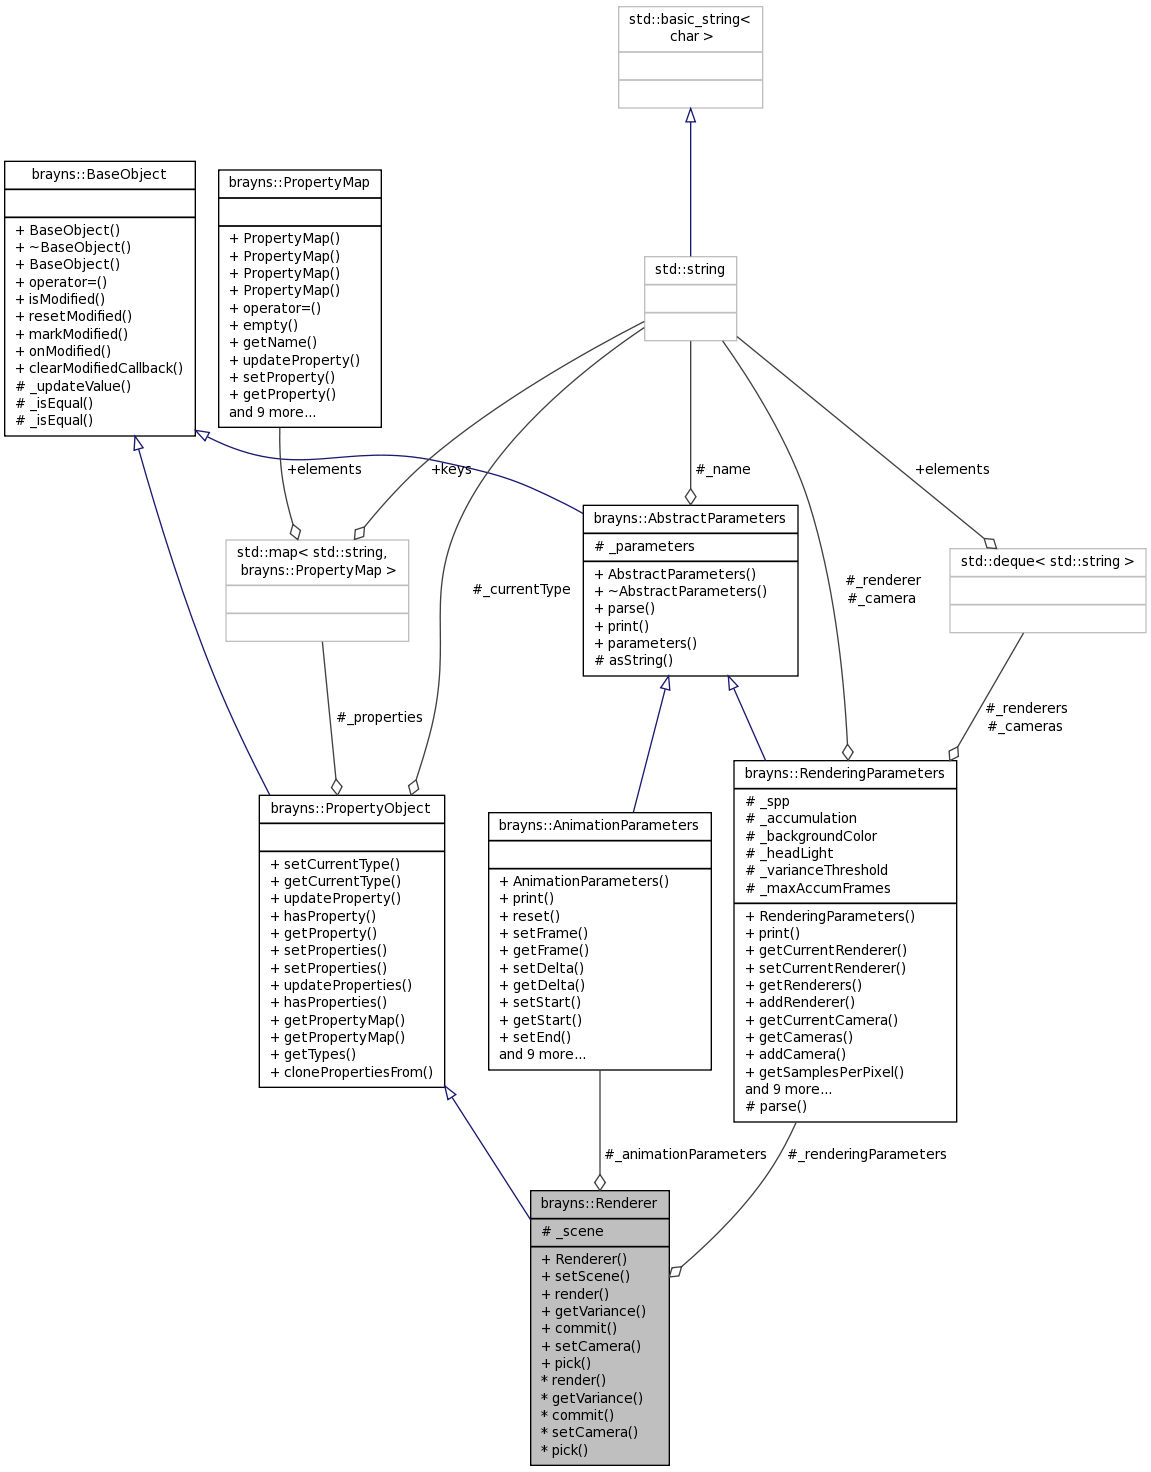 std::basic_string<
char >
brayns::BaseObject
+ BaseObject()
+ ~BaseObject()
+ BaseObject()
+ operator=()
+ isModified()
+ resetModified()
+ markModified()
+ onModified()
+ clearModifiedCallback()
# _updateValue()
# _isEqual()
# _isEqual()
brayns::PropertyMap
+ PropertyMap()
+ PropertyMap()
+ PropertyMap()
+ PropertyMap()
+ operator=()
+ empty()
+ getName()
+ updateProperty()
+ setProperty()
+ getProperty()
and 9 more...
std::string
+elements
+keys
#_name
+elements
std::map< std::string,
brayns::PropertyMap >
#_currentType
brayns::AbstractParameters
# _parameters
+ AbstractParameters()
+ ~AbstractParameters()
+ parse()
+ print()
+ parameters()
# asString()
#_renderer
#_camera
std::deque< std::string >
#_properties
#_renderers
#_cameras
brayns::PropertyObject
+ setCurrentType()
+ getCurrentType()
+ updateProperty()
+ hasProperty()
+ getProperty()
+ setProperties()
+ setProperties()
+ updateProperties()
+ hasProperties()
+ getPropertyMap()
+ getPropertyMap()
+ getTypes()
+ clonePropertiesFrom()
brayns::AnimationParameters
+ AnimationParameters()
+ print()
+ reset()
+ setFrame()
+ getFrame()
+ setDelta()
+ getDelta()
+ setStart()
+ getStart()
+ setEnd()
and 9 more...
brayns::RenderingParameters
# _spp
# _accumulation
# _backgroundColor
# _headLight
# _varianceThreshold
# _maxAccumFrames
+ RenderingParameters()
+ print()
+ getCurrentRenderer()
+ setCurrentRenderer()
+ getRenderers()
+ addRenderer()
+ getCurrentCamera()
+ getCameras()
+ addCamera()
+ getSamplesPerPixel()
and 9 more...
# parse()
#_animationParameters
#_renderingParameters
brayns::Renderer
# _scene
+ Renderer()
+ setScene()
+ render()
+ getVariance()
+ commit()
+ setCamera()
+ pick()
* render()
* getVariance()
* commit()
* setCamera()
* pick()